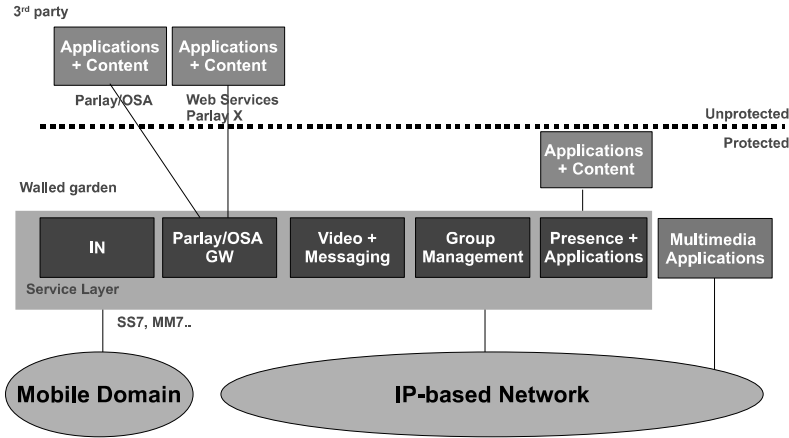 3rd party
Applications
+ Content
Applications
+ Content
Parlay/OSA
Web Services
Parlay X
Unprotected
Protected
Applications
+ Content
Walled garden
IN
Parlay/OSA
GW
Video +
Messaging
Group
Management
Presence +
Applications
Multimedia
Applications
Service Layer
SS7, MM7..
Mobile Domain
IP-based Network